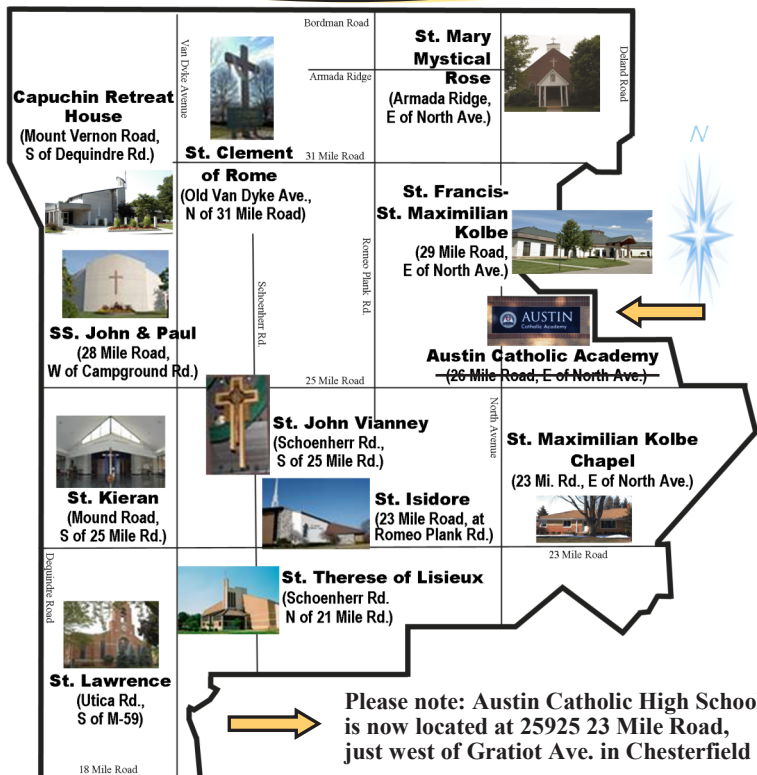 Bordman Road
Van Dyke Avenue
Armada Ridge
St. Mary
Mystical
Rose
(Armada Ridge,
E of North Ave.)
Deland Road
Capuchin Retreat
House
(Mount Vernon Road,
S of Dequindre Rd.)
St. Clement
of Rome
(Old Van Dyke Ave.,
N of 31 Mile Road)
31 Mile Road
N
St. Francis-
St. Maximilian
Kolbe
(29 Mile Road,
E of North Ave.)
Romeo Plank Rd.
Schoenherr Rd.
AUSTIN
Catholic Academy
SS. John & Paul
(28 Mile Road,
W of Campground Rd.)
Austin Catholic Academy
(26 Mile Road, E of North Ave.)
25 Mile Road
North Avenue
St. John Vianney
(Schoenherr Rd.,
S of 25 Mile Rd.)
St. Maximilian Kolbe
Chapel
(23 Mi. Rd., E of North Ave.)
St. Kieran
(Mound Road,
S of 25 Mile Rd.)
St. Isidore
(23 Mile Road, at
Romeo Plank Rd.)
23 Mile Road
Dequindre Road
St. Therese of Lisieux
(Schoenherr Rd.
N of 21 Mile Rd.)
St. Lawrence
(Utica Rd.,
S of M-59)
Please note: Austin Catholic High Schoo
is now located at 25925 23 Mile Road,
just west of Gratiot Ave. in Chesterfield
18 Mile Road